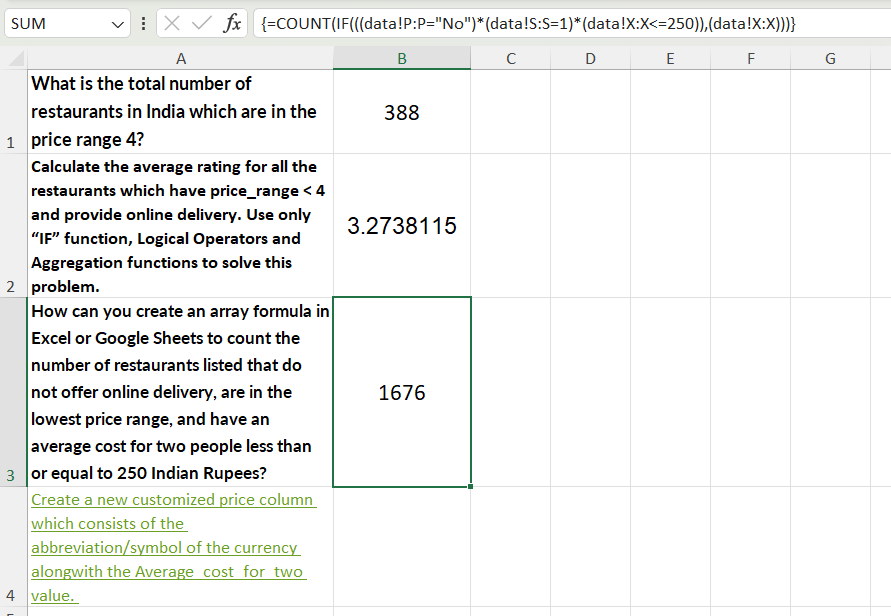 SUM fx {=COUNT(IF(((data!P:P="No")*(data!S:S=1)*(data!X:X<=250)),(data!X:X)))}
A B C D E F G
What is the total number of
restaurants in India which are in the
1 price range 4?
388
Calculate the average rating for all the
restaurants which have price_range < 4
and provide online delivery. Use only
“IF” function, Logical Operators and
Aggregation functions to solve this
2 problem.
3.2738115
How can you create an array formula in
Excel or Google Sheets to count the
number of restaurants listed that do
not offer online delivery, are in the
lowest price range, and have an
average cost for two people less than
3 or equal to 250 Indian Rupees?
1676
Create a new customized price column
which consists of the
abbreviation/symbol of the currency
alongwith the Average_cost_for_two
4 value.